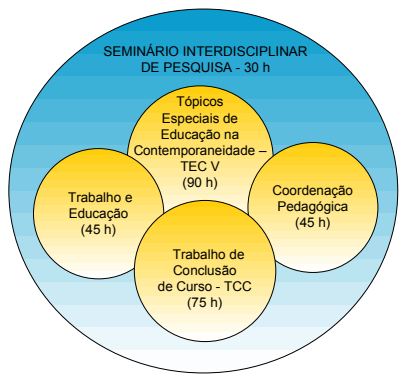 SEMINÁRIO INTERDISCIPLINAR
DE PESQUISA - 30 h
Tópicos
Especiais de
Educação na
Contemporaneidade –
TEC V
(90 h)
Trabalho e
Educação
(45 h)
Coordenação
Pedagógica
(45 h)
Trabalho de
Conclusão
de Curso - TCC
(75 h)